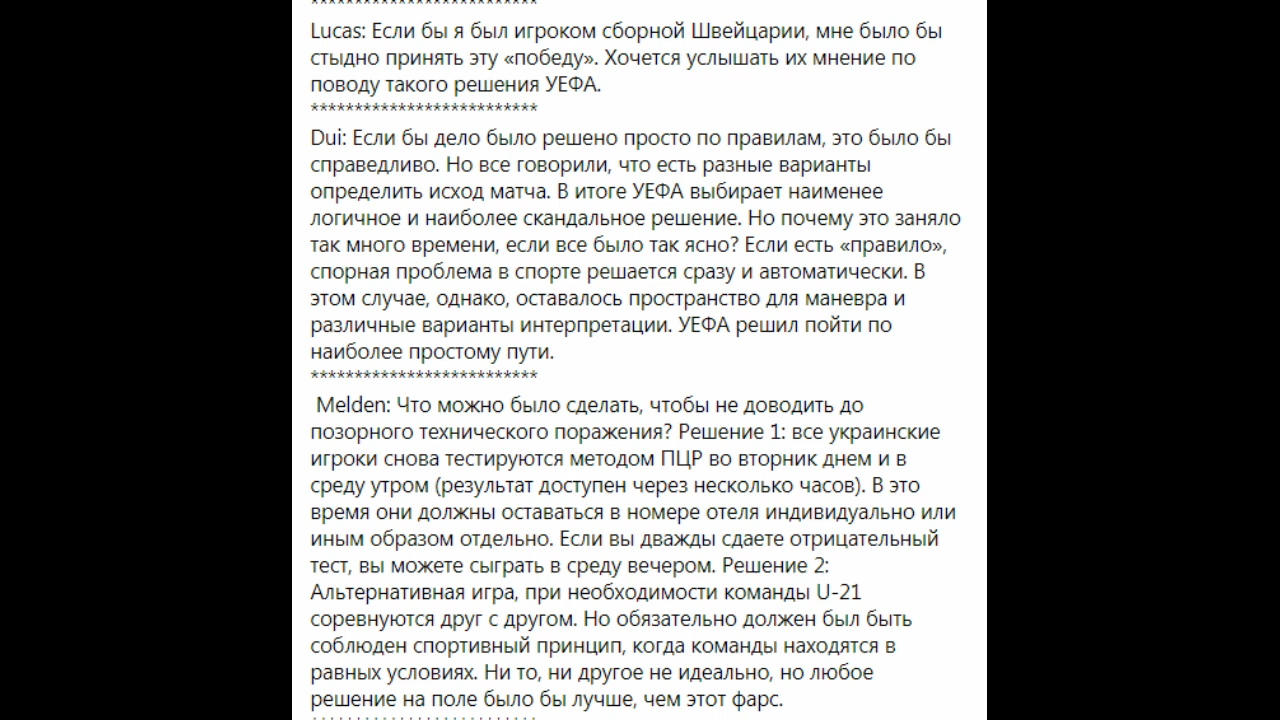 Lucas: Если бы я был игроком сборной Швейцарии, мне было бы
стыдно принять эту «победу». Хочется услышать их мнение по
поводу такого решения УЕФА.
**************************
Dui: Если бы дело было решено просто по правилам, это было бы
справедливо. Но все говорили, что есть разные варианты
определить исход матча. В итоге УЕФА выбирает наименее
логичное и наиболее скандальное решение. Но почему это заняло
так много времени, если все было так ясно? Если есть «правило»,
спорная проблема в спорте решается сразу и автоматически. В
этом случае, однако, оставалось пространство для маневра и
различные варианты интерпретации. УЕФА решил пойти по
наиболее простому пути.
**************************
Melden: Что можно было сделать, чтобы не доводить до
позорного технического поражения? Решение 1: все украинские
игроки снова тестируются методом ПЦР во вторник днем и в
среду утром (результат доступен через несколько часов). В это
время они должны оставаться в номере отеля индивидуально или
иным образом отдельно. Если вы дважды сдаете отрицательный
тест, вы можете сыграть в среду вечером. Решение 2:
Альтернативная игра, при необходимости команды U-21
соревнуются друг с другом. Но обязательно должен был быть
соблюден спортивный принцип, когда команды находятся в
равных условиях. Ни то, ни другое не идеально, но любое
решение на поле было бы лучше, чем этот фарс.